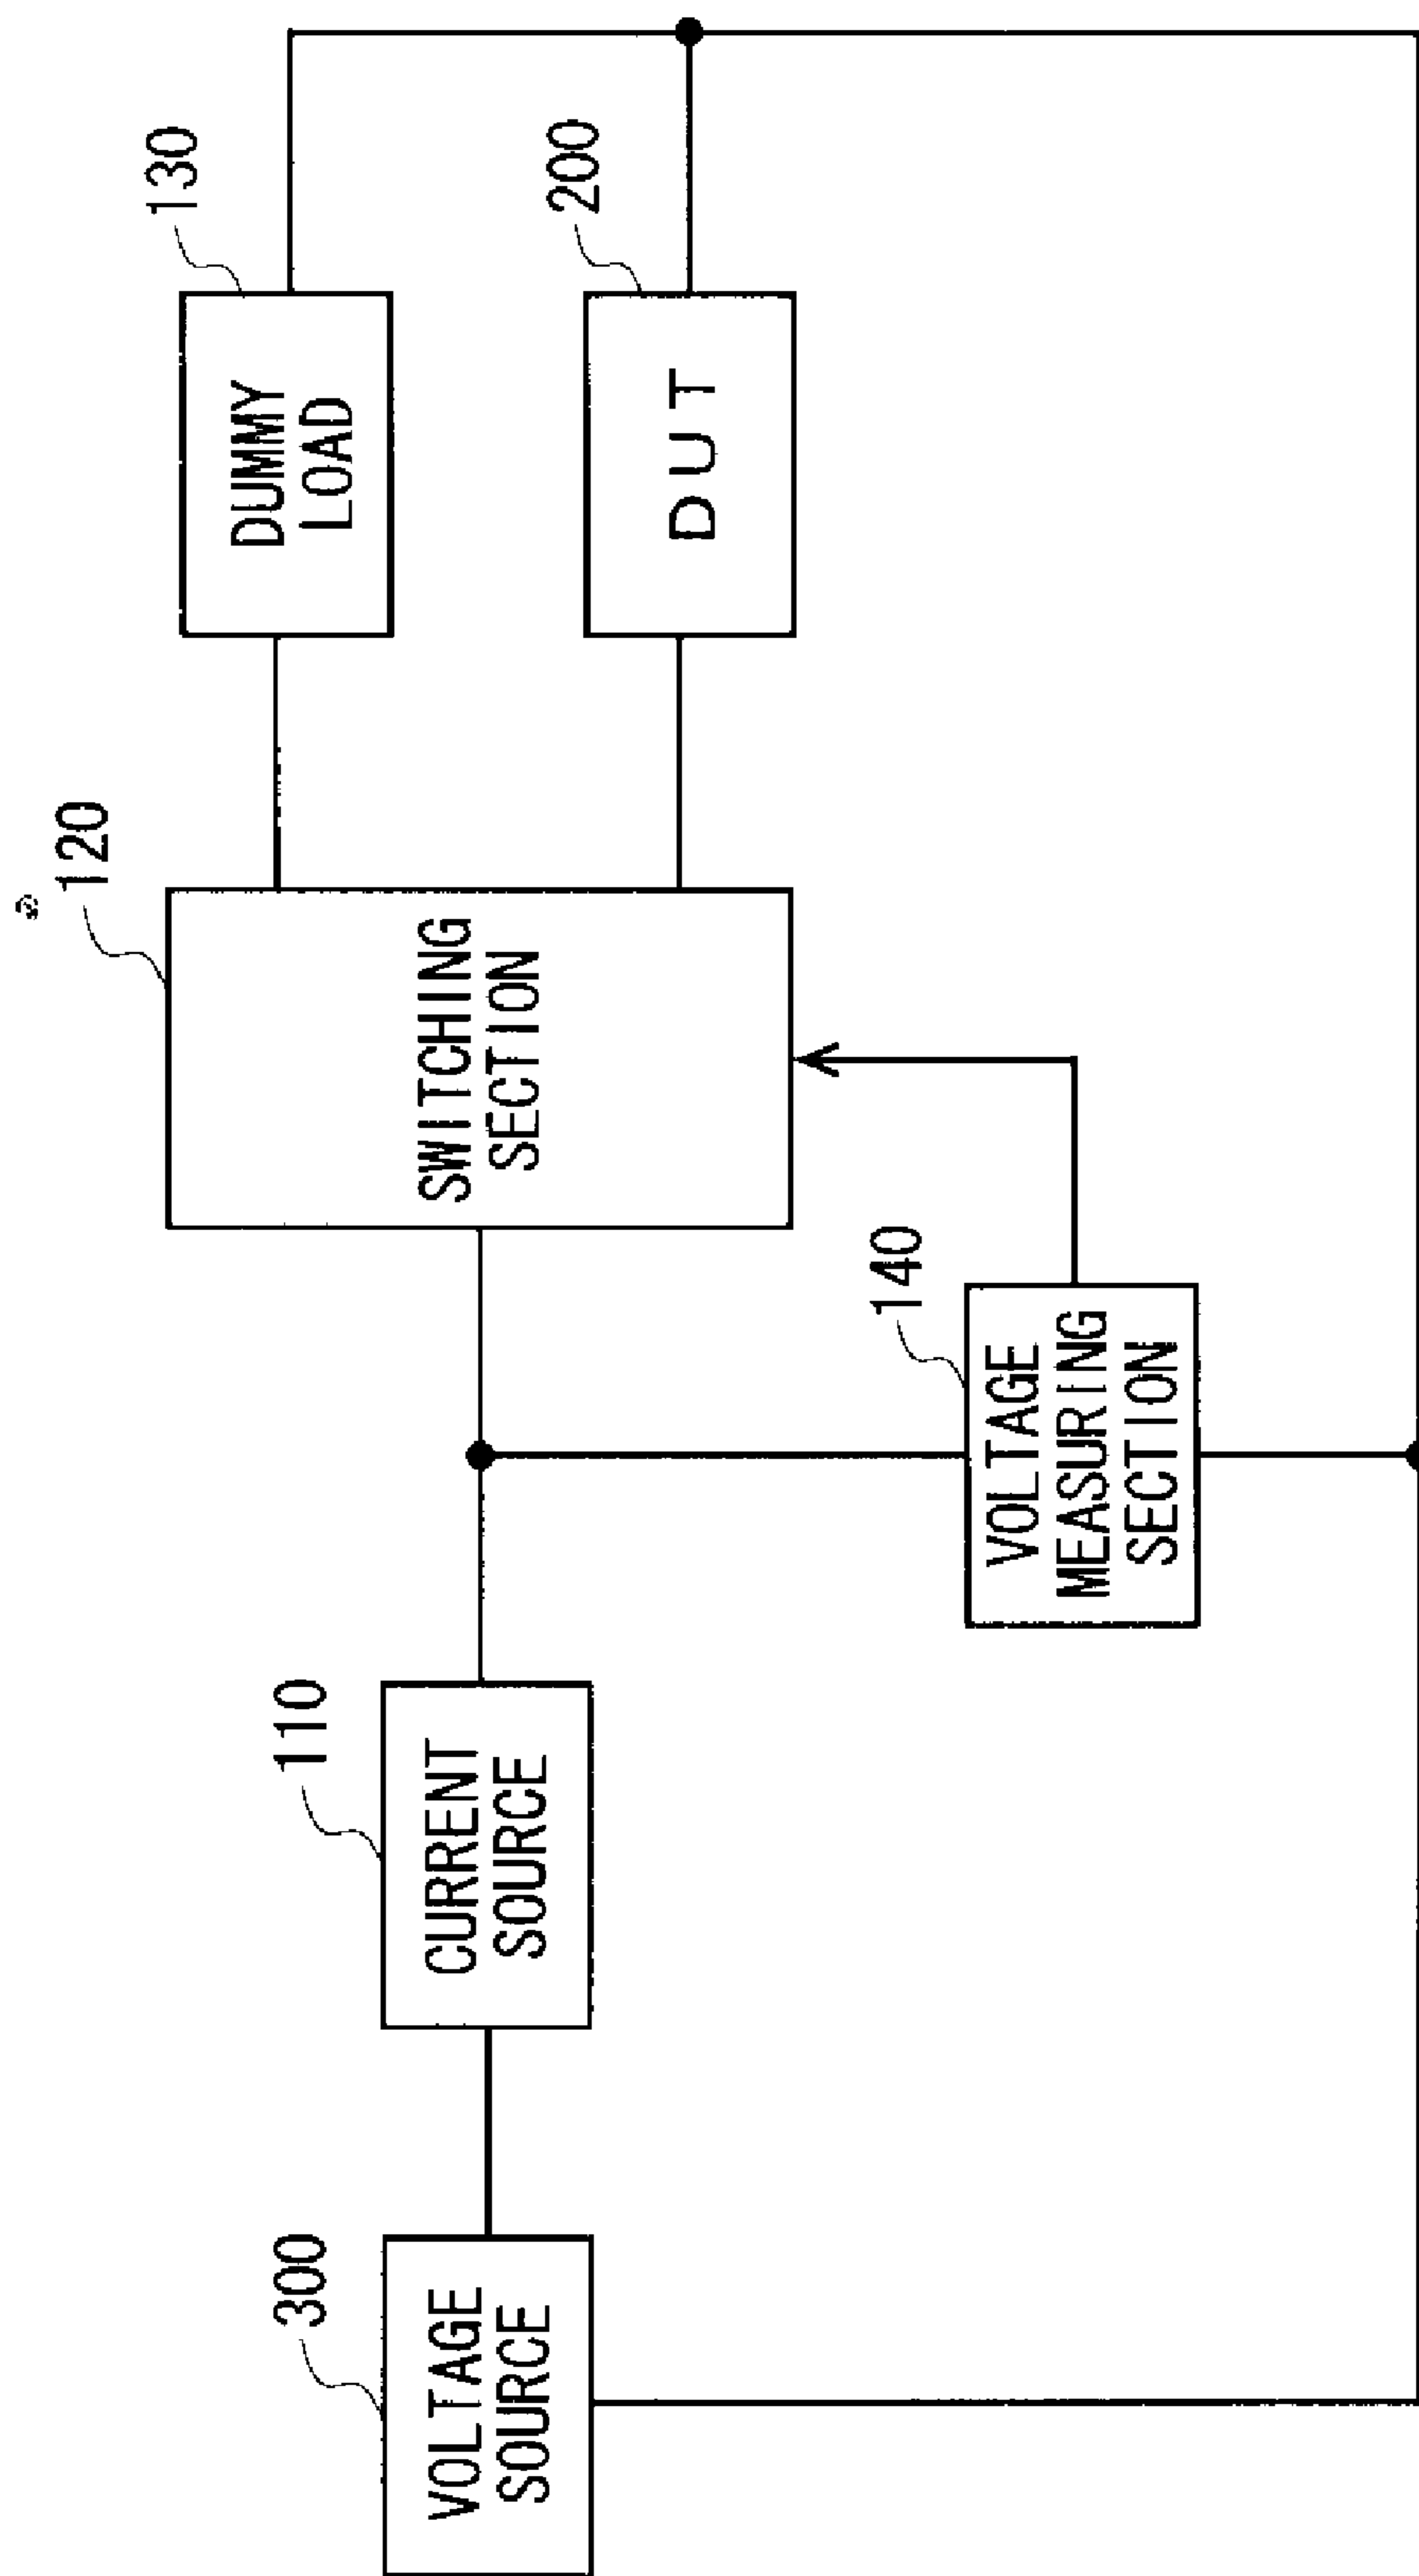 300
VOLTAGE
SOURCE
110
CURRENT
SOURCE
140
VOLTAGE
MEASURING
SECTION
120
SWITCHING
SECTION
130
DUMMY
LOAD
200
DUT